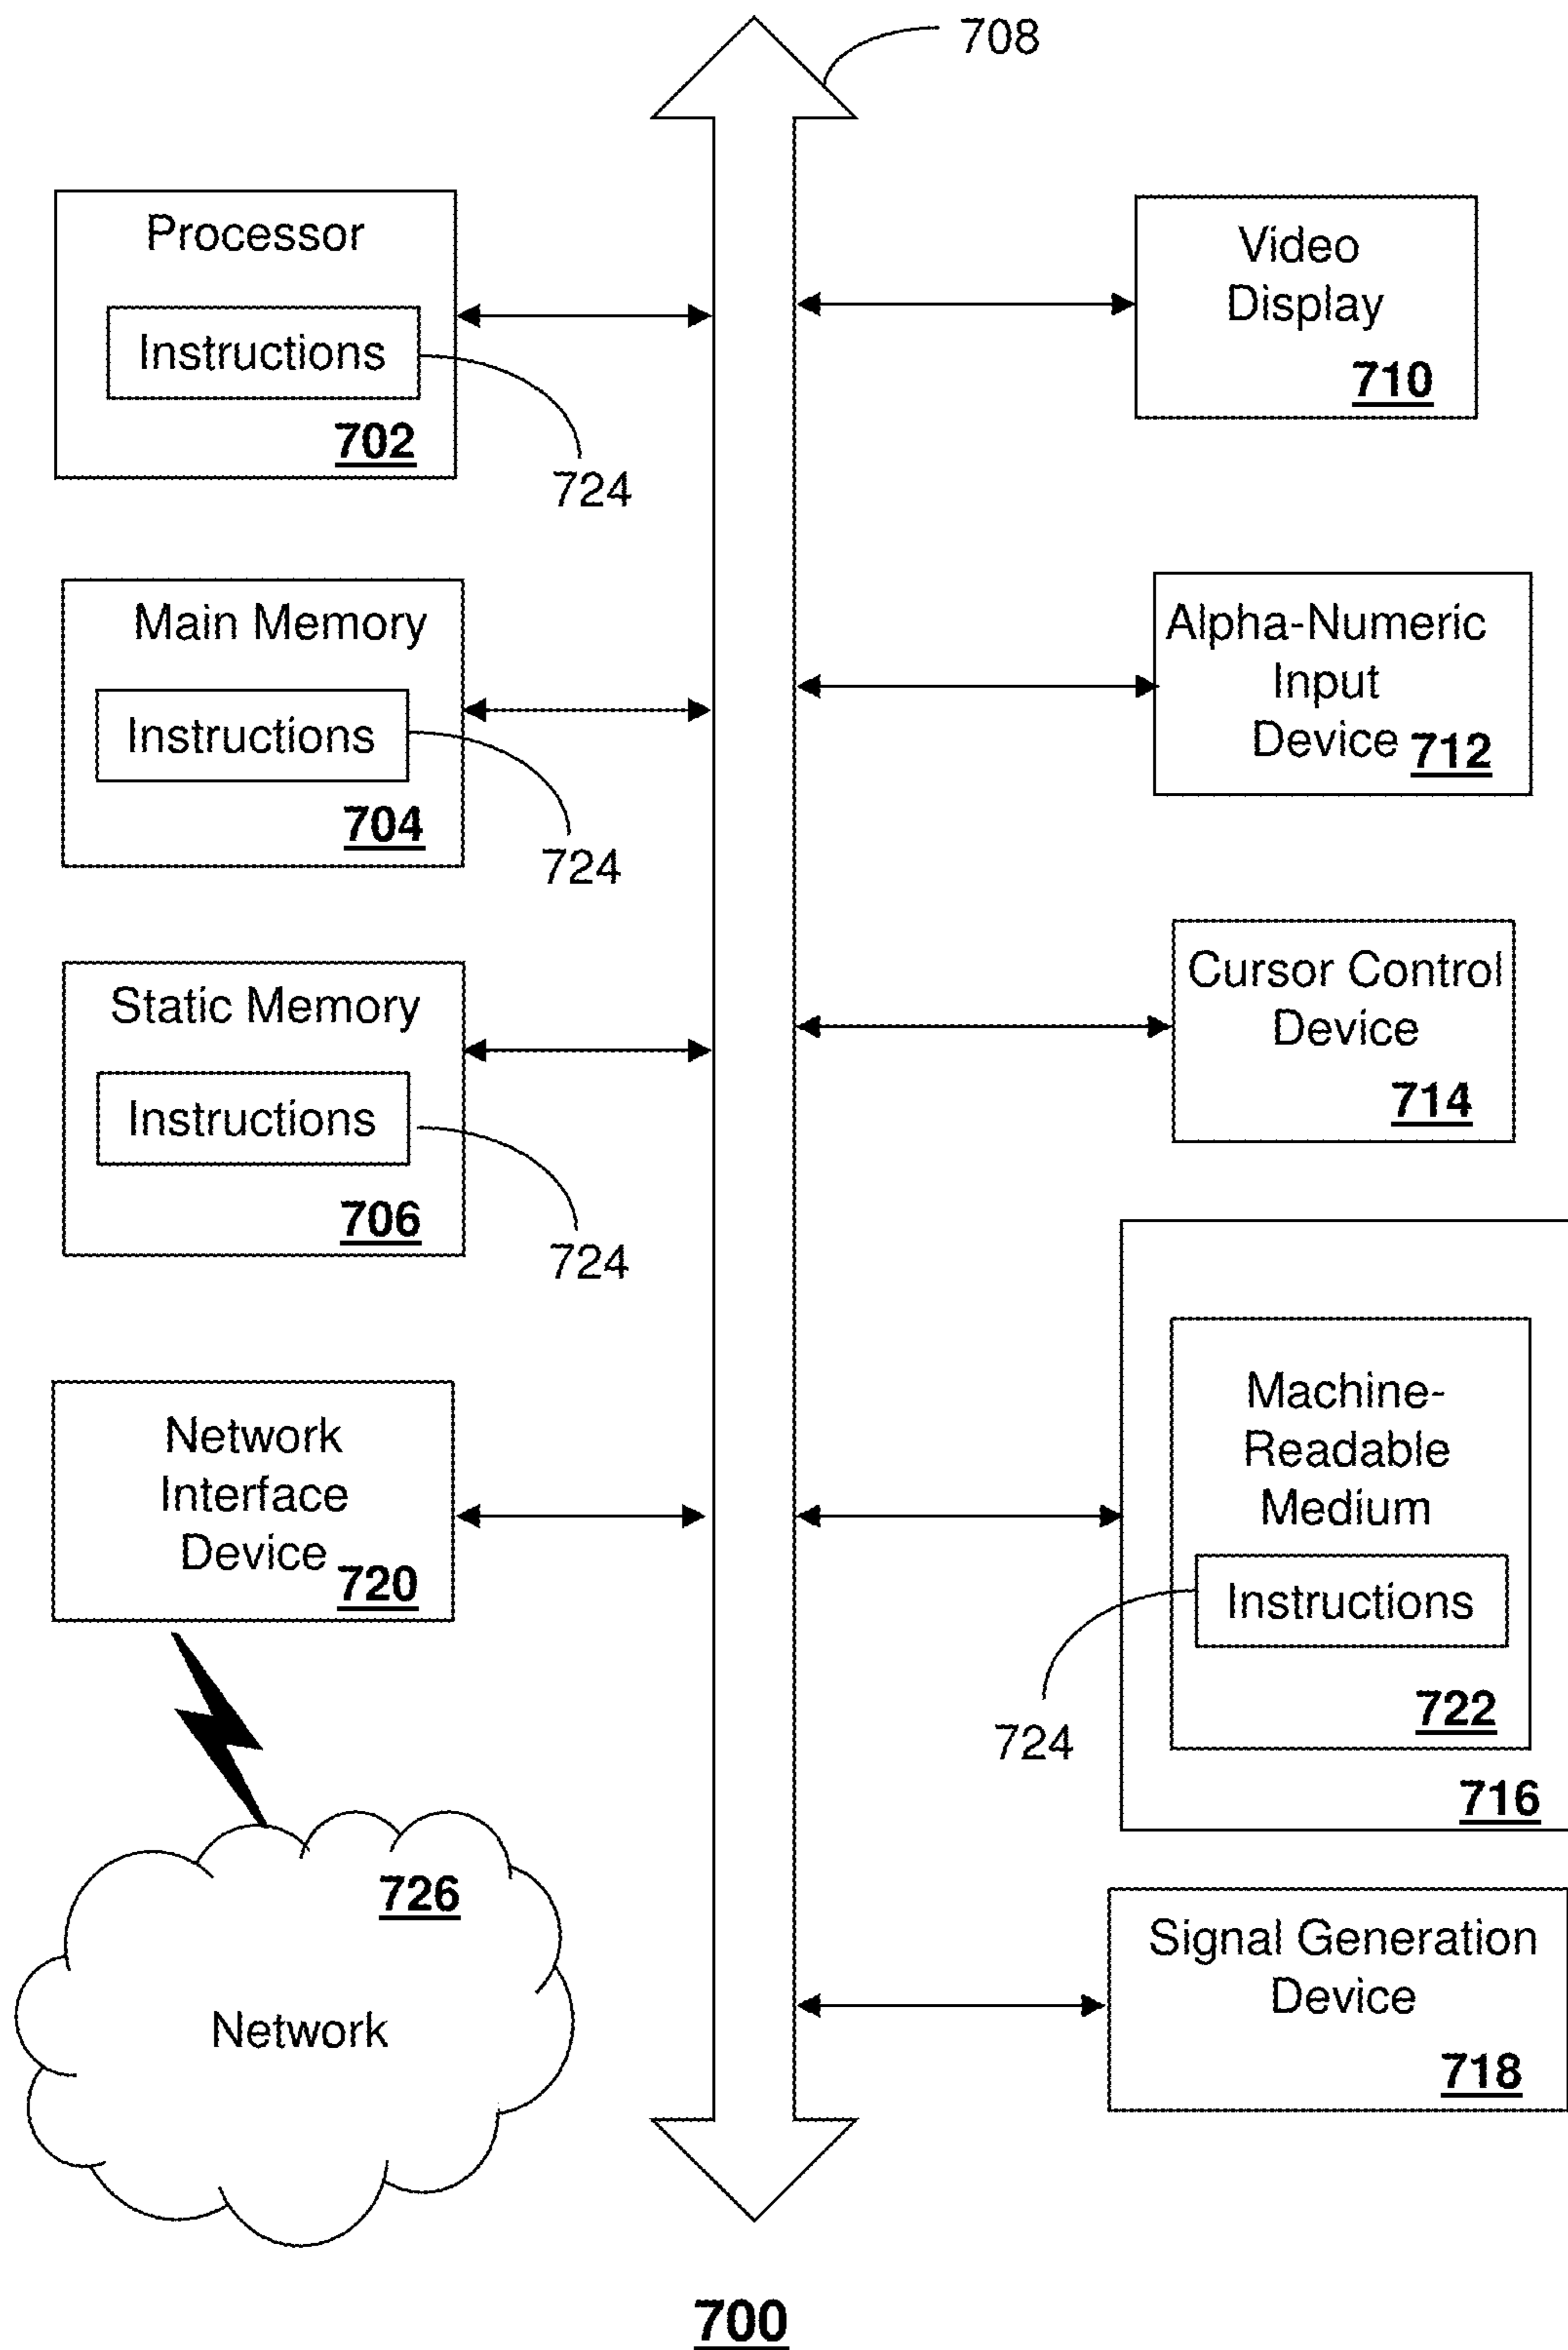 708
Processor
Instructions
702
724
Main Memory
Instructions
704
724
Static Memory
Instructions
706
724
Network
Interface
Device
720
726
Network
Video
Display
710
Alpha-Numeric
Input
Device
712
Cursor Control
Device
714
Machine-
Readable
Medium
Instructions
724
722
716
Signal Generation
Device
718
700